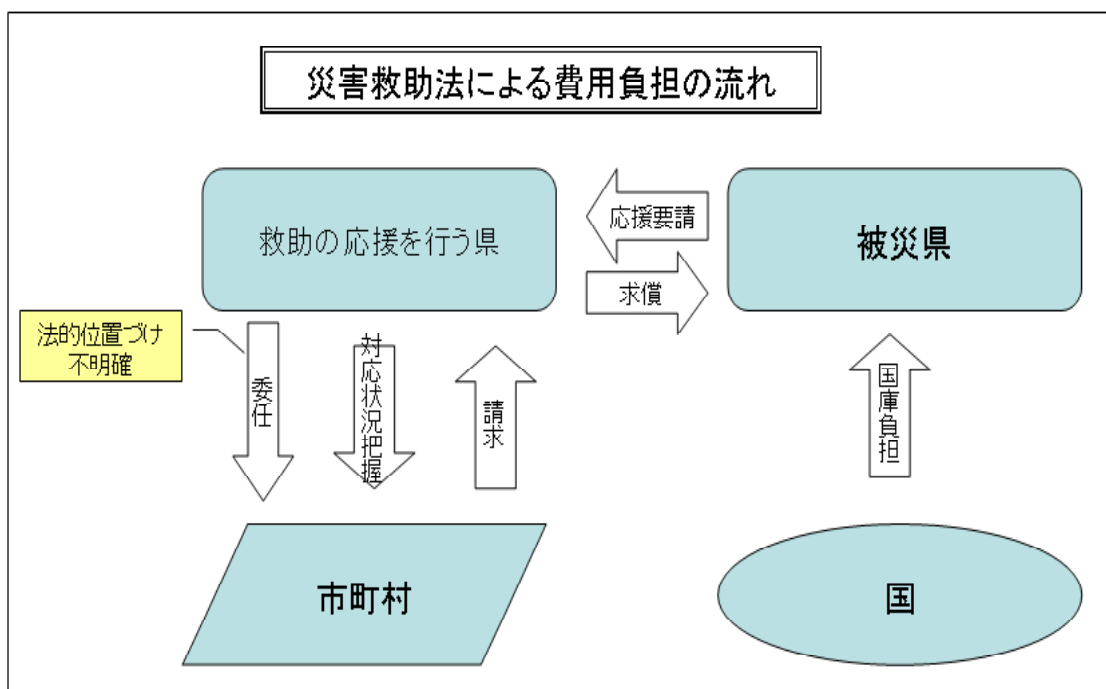 災害救助法による費用負担の流れ
救助の応援を行う県
応援要請
求償
被災県
法的位置づけ
不明確
委任
対応状況把握
請求
国庫負担
市町村
国